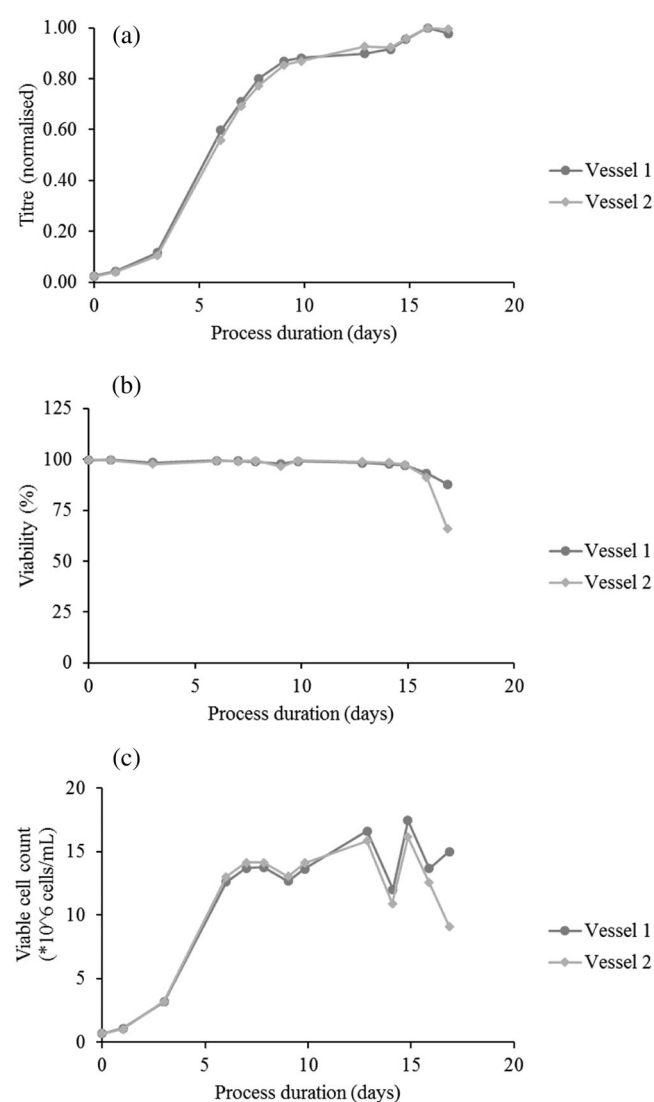 (a)
1.00
0.80
0.60
0.40
0.20
0.00
Titre (normalised)
0 5 10 15 20
Process duration (days)
Vessel 1
Vessel 2
(b)
125
100
75
50
25
0
Viability (%)
0 5 10 15 20
Process duration (days)
Vessel 1
Vessel 2
(c)
20
15
10
5
0
Viable cell count
(*10^6 cells/mL)
0 5 10 15 20
Process duration (days)
Vessel 1
Vessel 2